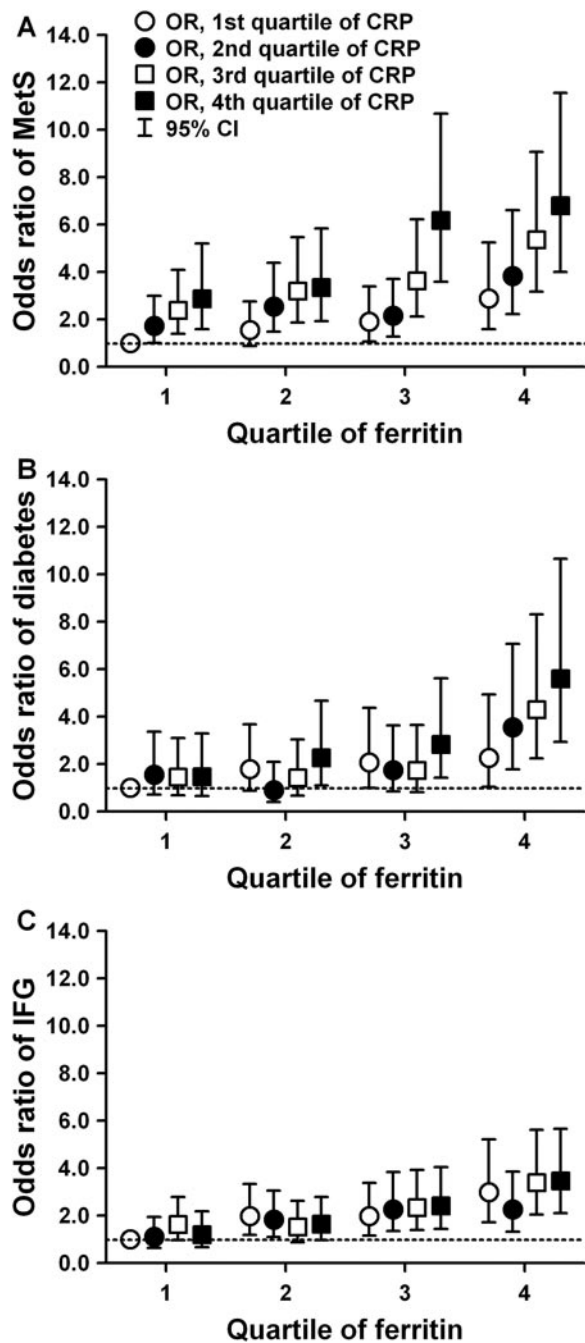 A
OR, 1st quartile of CRP
OR, 2nd quartile of CRP
OR, 3rd quartile of CRP
OR, 4th quartile of CRP
95% CI
Odds ratio of MetS
14.0
12.0
10.0
8.0
6.0
4.0
2.0
0.0
1 2 3 4
Quartile of ferritin
B
Odds ratio of diabetes
14.0
12.0
10.0
8.0
6.0
4.0
2.0
0.0
1 2 3 4
Quartile of ferritin
C
Odds ratio of IFG
14.0
12.0
10.0
8.0
6.0
4.0
2.0
0.0
1 2 3 4
Quartile of ferritin